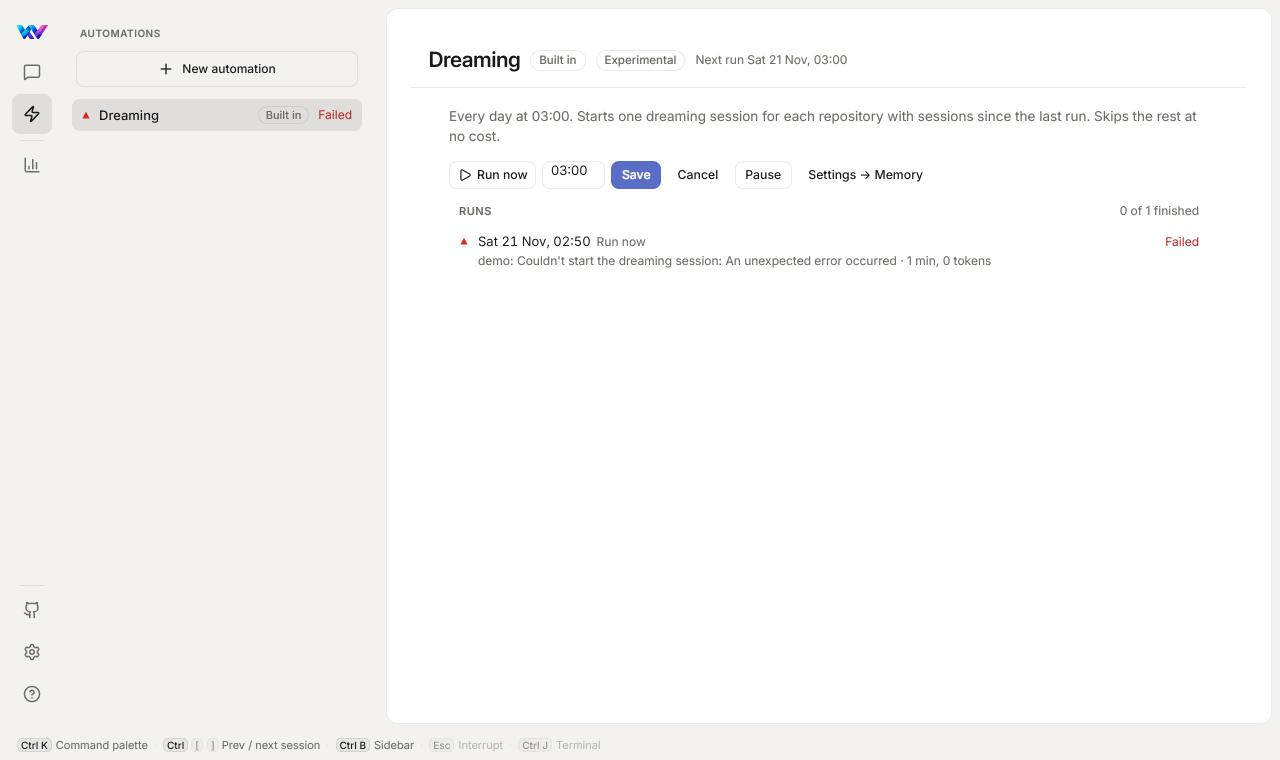 AUTOMATIONS
New automation
Dreaming Built in Failed
Dreaming Built in Experimental Next run Sat 21 Nov, 03:00
Every day at 03:00. Starts one dreaming session for each repository with sessions since the last run. Skips the rest at
no cost.
Run now 03:00 Save Cancel Pause Settings → Memory
RUNS 0 of 1 finished
Sat 21 Nov, 02:50 Run now Failed
demo: Couldn't start the dreaming session: An unexpected error occurred · 1 min, 0 tokens
Ctrl K Command palette · Ctrl [ ] Prev / next session · Ctrl B Sidebar · Esc Interrupt · Ctrl J Terminal